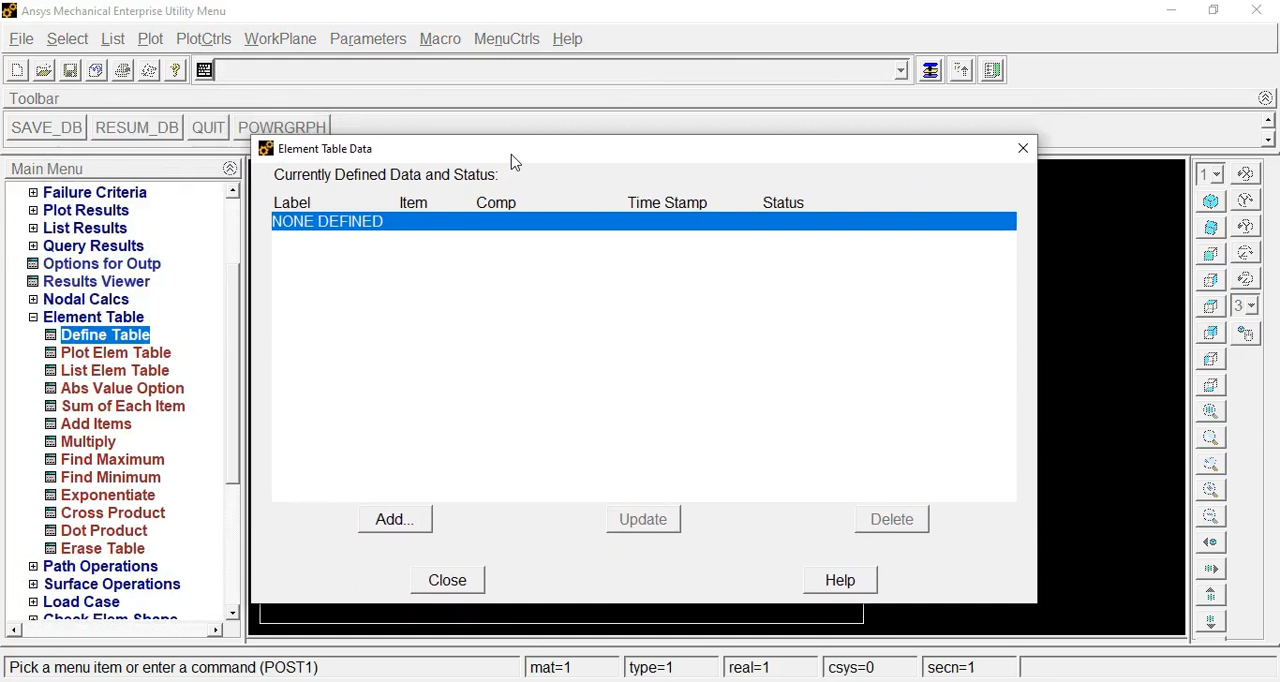 Ansys Mechanical Enterprise Utility Menu
File Select List Plot PlotCtrls WorkPlane Parameters Macro MenuCtrls Help
Toolbar
SAVE_DB RESUM_DB QUIT POWRGRPH
Main Menu
Failure Criteria
Plot Results
List Results
Query Results
Options for Outp
Results Viewer
Nodal Calcs
Element Table
Define Table
Plot Elem Table
List Elem Table
Abs Value Option
Sum of Each Item
Add Items
Multiply
Find Maximum
Find Minimum
Exponentiate
Cross Product
Dot Product
Erase Table
Path Operations
Surface Operations
Load Case
Check Elem Shape
Element Table Data
Currently Defined Data and Status:
Label Item Comp Time Stamp Status
NONE DEFINED
Add... Update Delete
Close Help
1
3
Pick a menu item or enter a command (POST1) mat=1 type=1 real=1 csys=0 secn=1